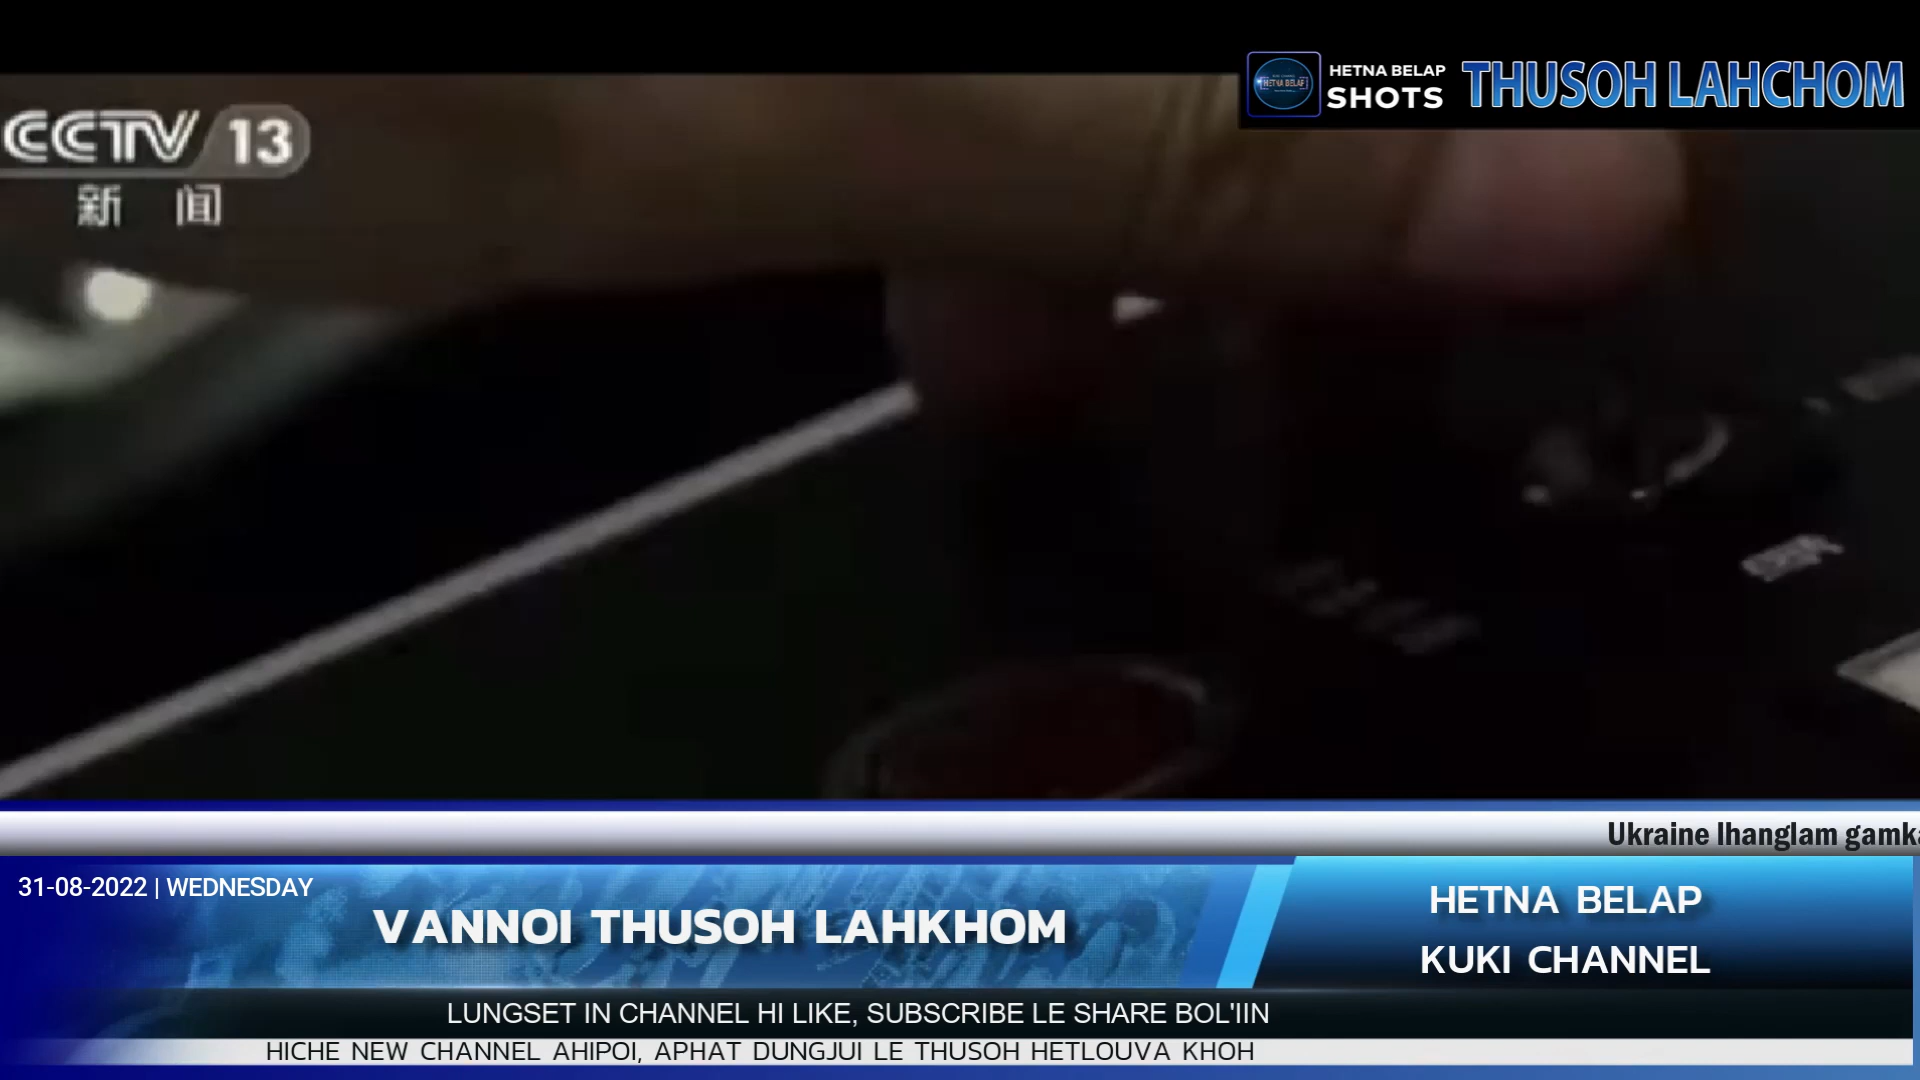 HETNA BELAP
SHOTS
THUSOH LAHCHOM
CCTV 13
新闻
Ukraine lhanglam gamka
31-08-2022 | WEDNESDAY
VANNOI THUSOH LAHKHOM
HETNA BELAP
KUKI CHANNEL
LUNGSET IN CHANNEL HI LIKE, SUBSCRIBE LE SHARE BOL'IIN
HICHE NEW CHANNEL AHIPOI, APHAT DUNGJUI LE THUSOH HETLOUVA KHOH